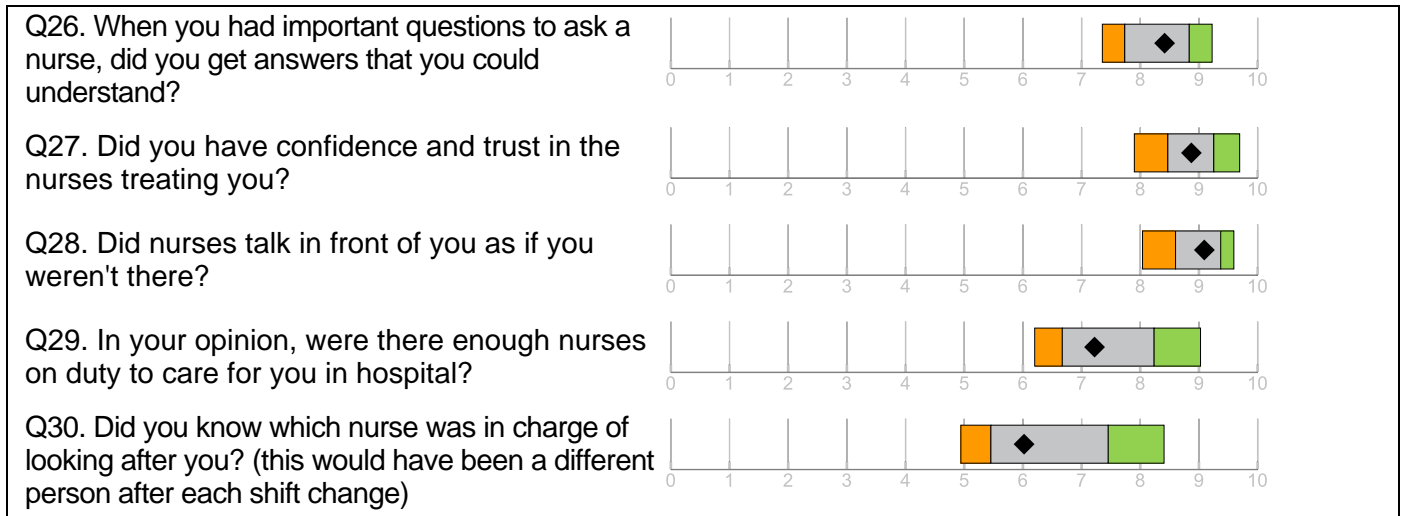 Q26. When you had important questions to ask a
nurse, did you get answers that you could
understand?
0 1 2 3 4 5 6 7 8 9 10
Q27. Did you have confidence and trust in the
nurses treating you?
0 1 2 3 4 5 6 7 8 9 10
Q28. Did nurses talk in front of you as if you
weren't there?
0 1 2 3 4 5 6 7 8 9 10
Q29. In your opinion, were there enough nurses
on duty to care for you in hospital?
0 1 2 3 4 5 6 7 8 9 10
Q30. Did you know which nurse was in charge of
looking after you? (this would have been a different
person after each shift change)
0 1 2 3 4 5 6 7 8 9 10